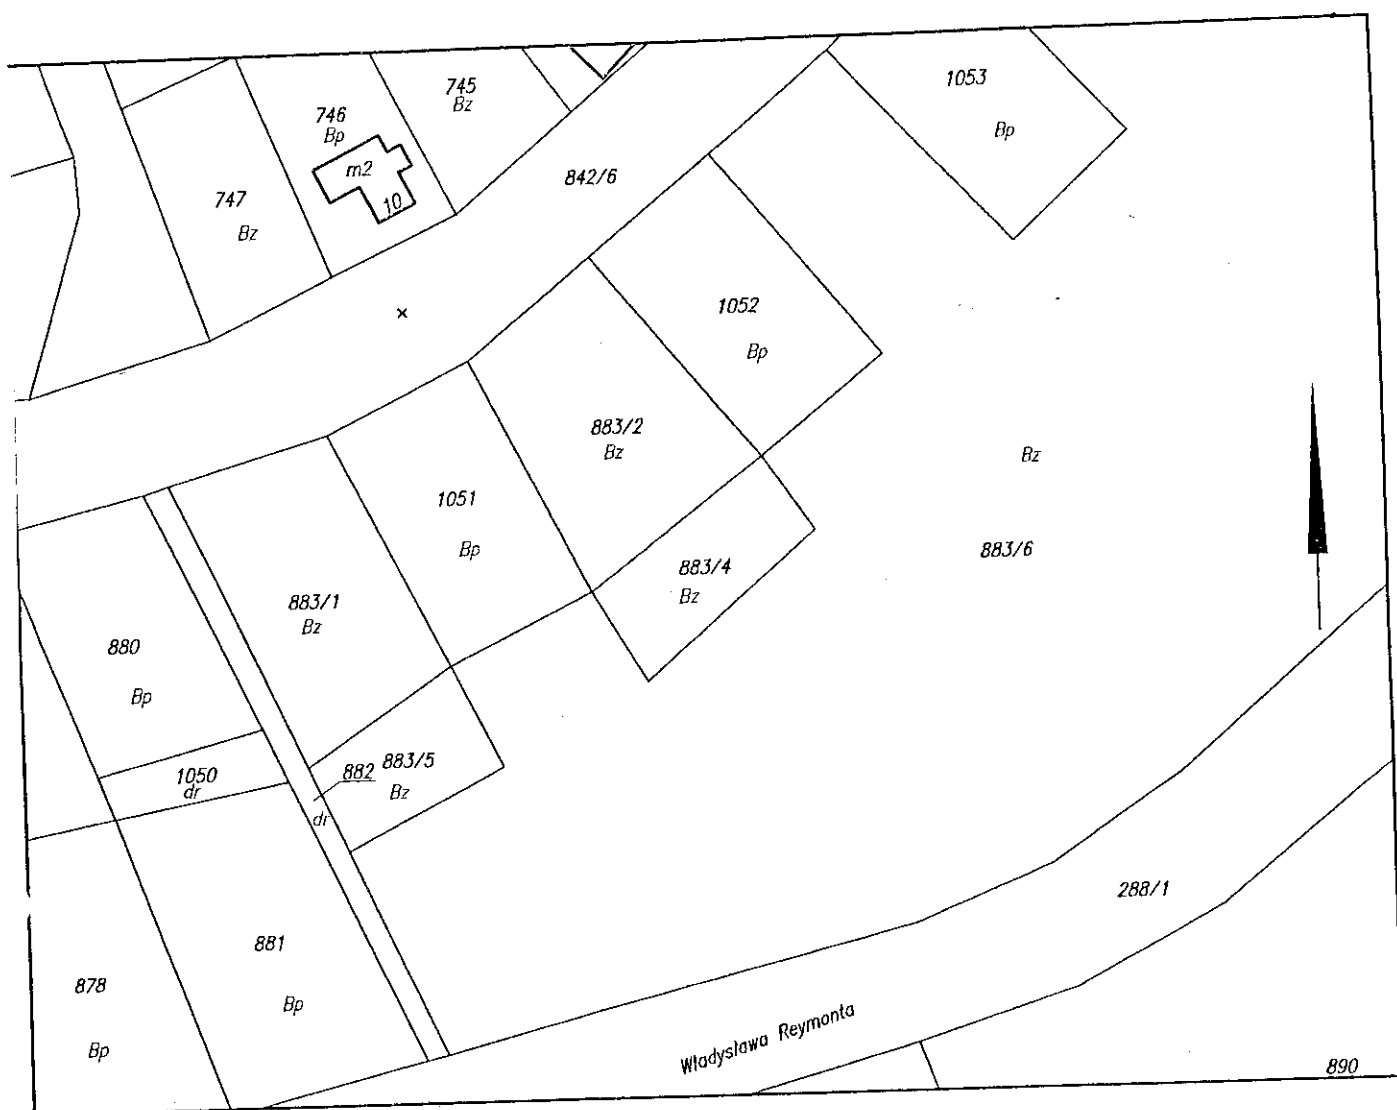 745
Bz
1053
746
Bp
Bp
m2
842/6
747
10
Bz
1052
Bp
883/2
Bz
Bz
1051
Bp
883/6
883/4
Bz
883/1
Bz
880
Bp
1050
dr
882
883/5
Bz
dr
288/1
881
878
Bp
Bp
Władysława Reymonta
890